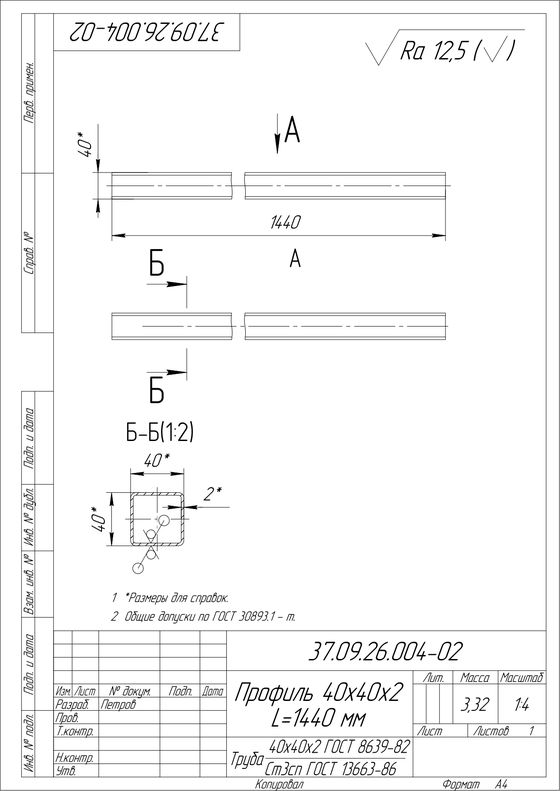 37.09.26.004-02
Ra 12,5 (√)
Перв. примен.
Справ. №
Подп. и дата
Инв. № дубл.
Взам. инв. №
Подп. и дата
Инв. № подл.
А
40*
1440
А
Б
Б
Б-Б(1:2)
40*
2*
40*
1 *Размеры для справок.
2 Общие допуски по ГОСТ 30893.1 - m.
37.09.26.004-02
Изм. Лист № докум. Подп. Дата
Разраб. Петров
Пров.
Т.контр.
Н.контр.
Утв.
Профиль 40х40х2
L=1440 мм
Лит. Масса Масштаб
3,32 1:4
Лист Листов 1
Труба 40х40х2 ГОСТ 8639-82
Ст3сп ГОСТ 13663-86
Копировал Формат А4